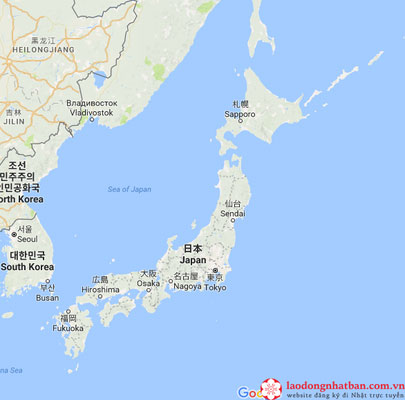 黑龙江
HEILONGJIANG
吉林
JILIN
Владивосток
Vladivostok
札幌
Sapporo
조선
민주주의
인민공화국
North Korea
Sea of Japan
서울
Seoul
대한민국
South Korea
부산
Busan
仙台
Sendai
日本
Japan
東京
Tokyo
名古屋
Nagoya
大阪
Osaka
広島
Hiroshima
福岡
Fukuoka
Goo
laodongnhatban.com.vn
website đăng ký đi Nhật trực tuyến